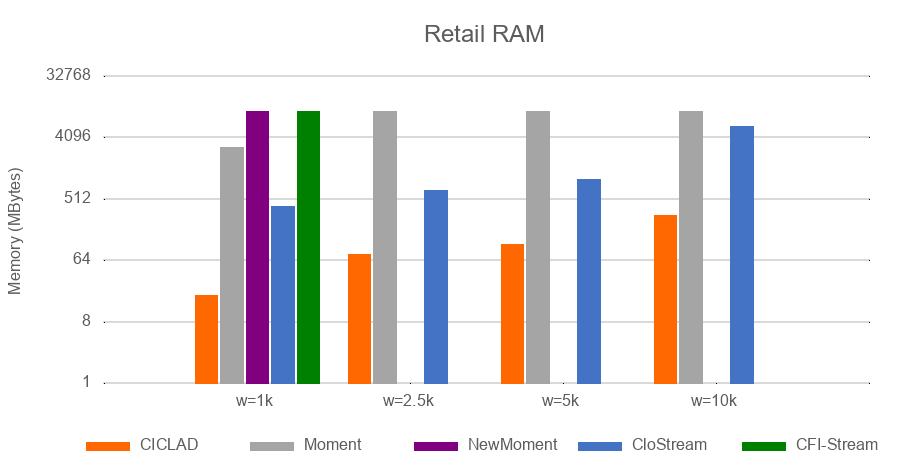 Retail RAM
32768
4096
512
64
8
1
Memory (MBytes)
w=1k w=2.5k w=5k w=10k
CICLAD Moment NewMoment CloStream CFI-Stream